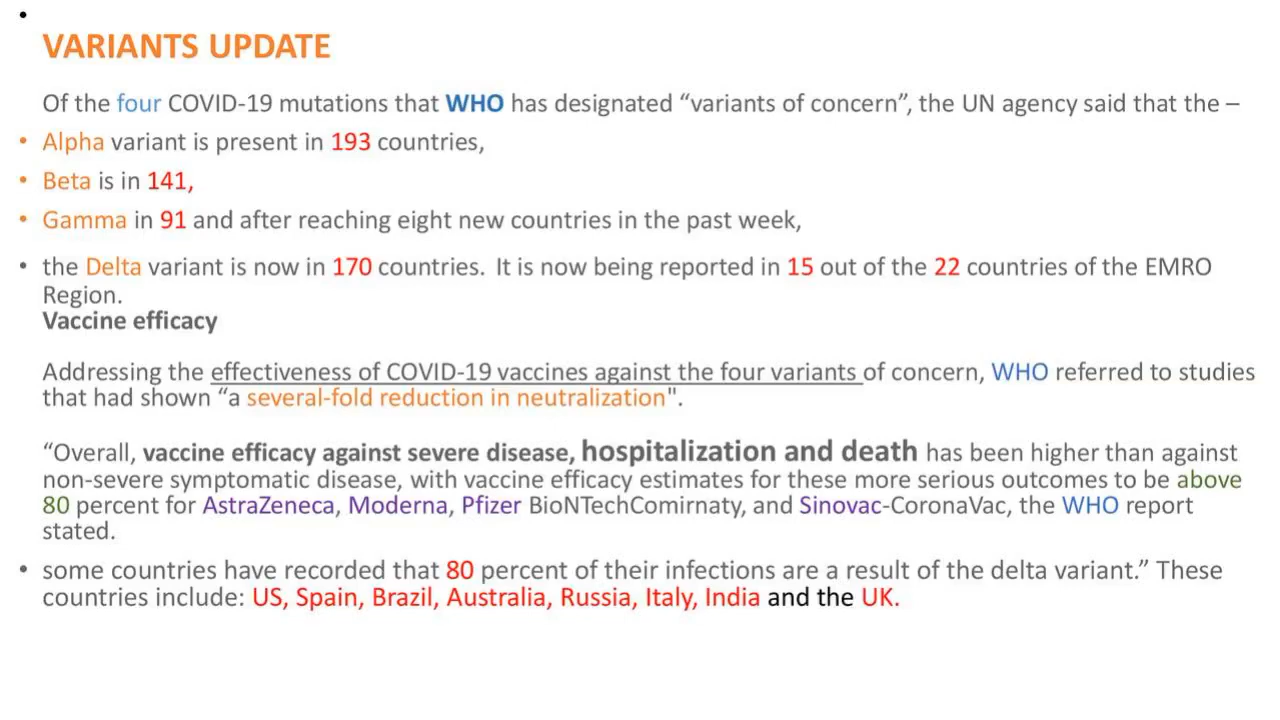 •
VARIANTS UPDATE
Of the four COVID-19 mutations that WHO has designated “variants of concern”, the UN agency said that the –
• Alpha variant is present in 193 countries,
• Beta is in 141,
• Gamma in 91 and after reaching eight new countries in the past week,
• the Delta variant is now in 170 countries. It is now being reported in 15 out of the 22 countries of the EMRO
Region.
Vaccine efficacy
Addressing the effectiveness of COVID-19 vaccines against the four variants of concern, WHO referred to studies
that had shown “a several-fold reduction in neutralization".
“Overall, vaccine efficacy against severe disease, hospitalization and death has been higher than against
non-severe symptomatic disease, with vaccine efficacy estimates for these more serious outcomes to be above
80 percent for AstraZeneca, Moderna, Pfizer BioNTechComirnaty, and Sinovac-CoronaVac, the WHO report
stated.
• some countries have recorded that 80 percent of their infections are a result of the delta variant.” These
countries include: US, Spain, Brazil, Australia, Russia, Italy, India and the UK.